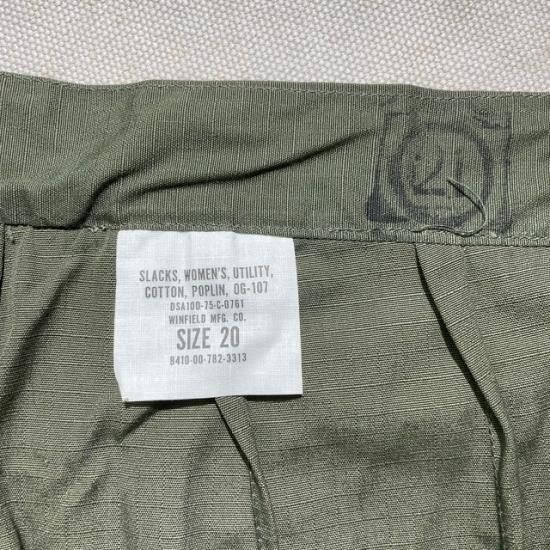 SLACKS, WOMEN'S, UTILITY,
COTTON, POPLIN, OG-107
DSA100-75-C-0761
WINFIELD MFG. CO.
SIZE 20
8410-00-782-3313